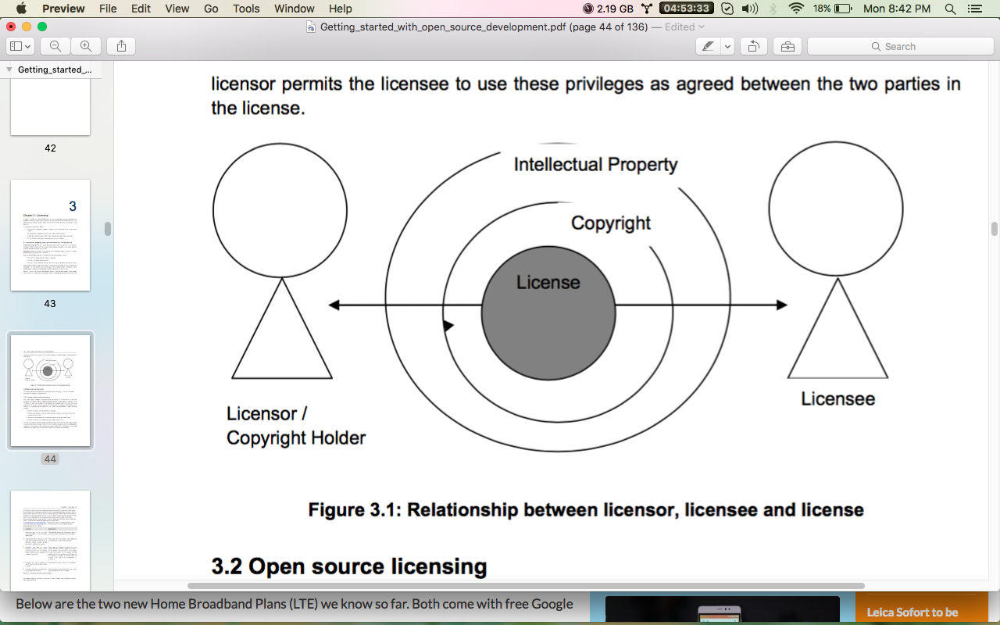 Preview File Edit View Go Tools Window Help 2.19 GB 04:53:33 18% Mon 8:42 PM
Getting_started_with_open_source_development.pdf (page 44 of 136) — Edited
Search
Getting_started_...
42
3
43
44
licensor permits the licensee to use these privileges as agreed between the two parties in
the license.
Intellectual Property
Copyright
License
Licensor /
Copyright Holder
Licensee
Figure 3.1: Relationship between licensor, licensee and license
3.2 Open source licensing
Below are the two new Home Broadband Plans (LTE) we know so far. Both come with free Google
Leica Sofort to be